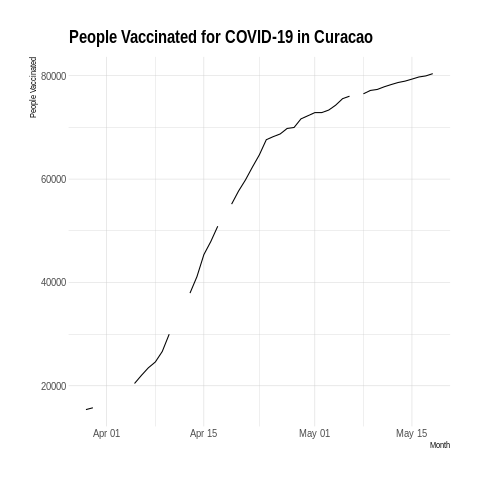 People Vaccinated for COVID-19 in Curacao
People Vaccinated
80000
60000
40000
20000
Apr 01 Apr 15 May 01 May 15
Month